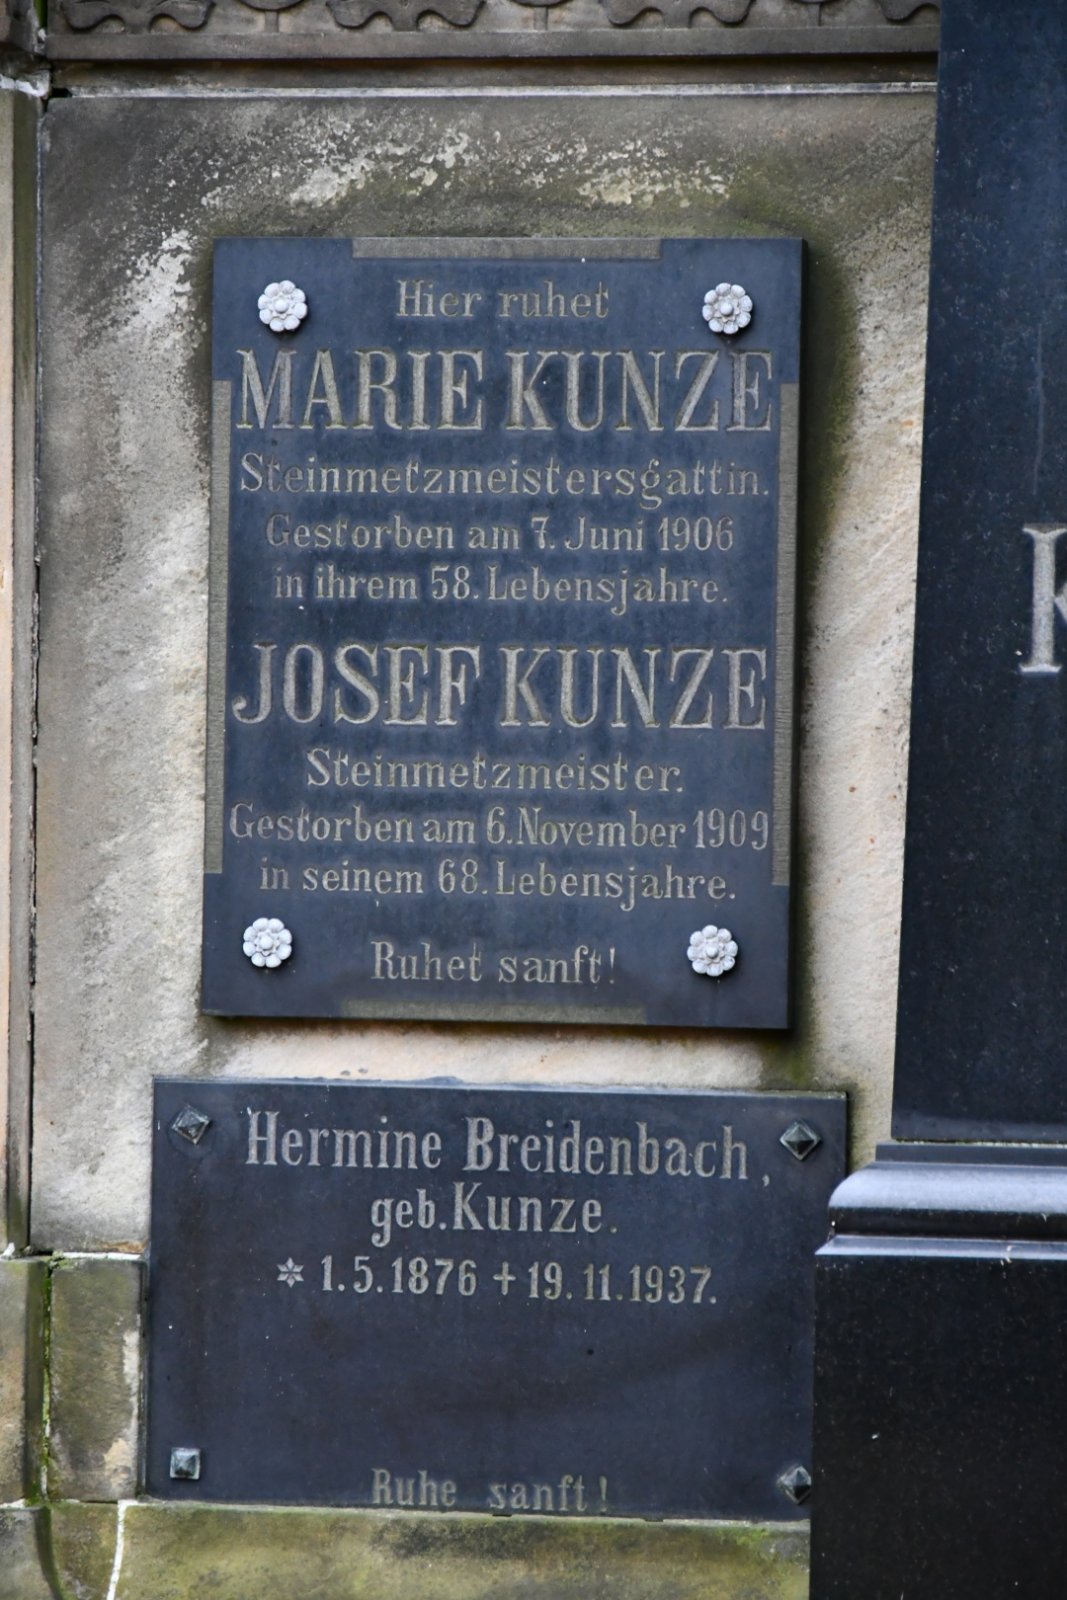 Hier ruhet
MARIE KUNZE
Steinmetzmeistersgattin.
Gestorben am 7. Juni 1906
in ihrem 58. Lebensjahre.
JOSEF KUNZE
Steinmetzmeister.
Gestorben am 6. November 1909
in seinem 68. Lebensjahre.
Ruhet sanft!
Hermine Breidenbach,
geb. Kunze.
* 1.5.1876 + 19.11.1937.
Ruhe sanft!